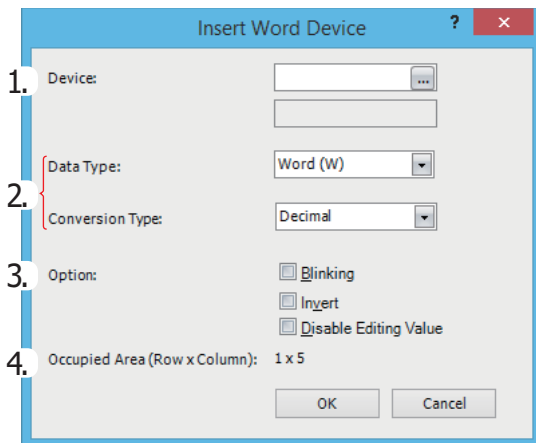 Insert Word Device ? ×
1. Device: ...
2.
Data Type: Word (W)
Conversion Type: Decimal
3. Option: Blinking
Invert
Disable Editing Value
4. Occupied Area (Row x Column): 1 x 5
OK Cancel